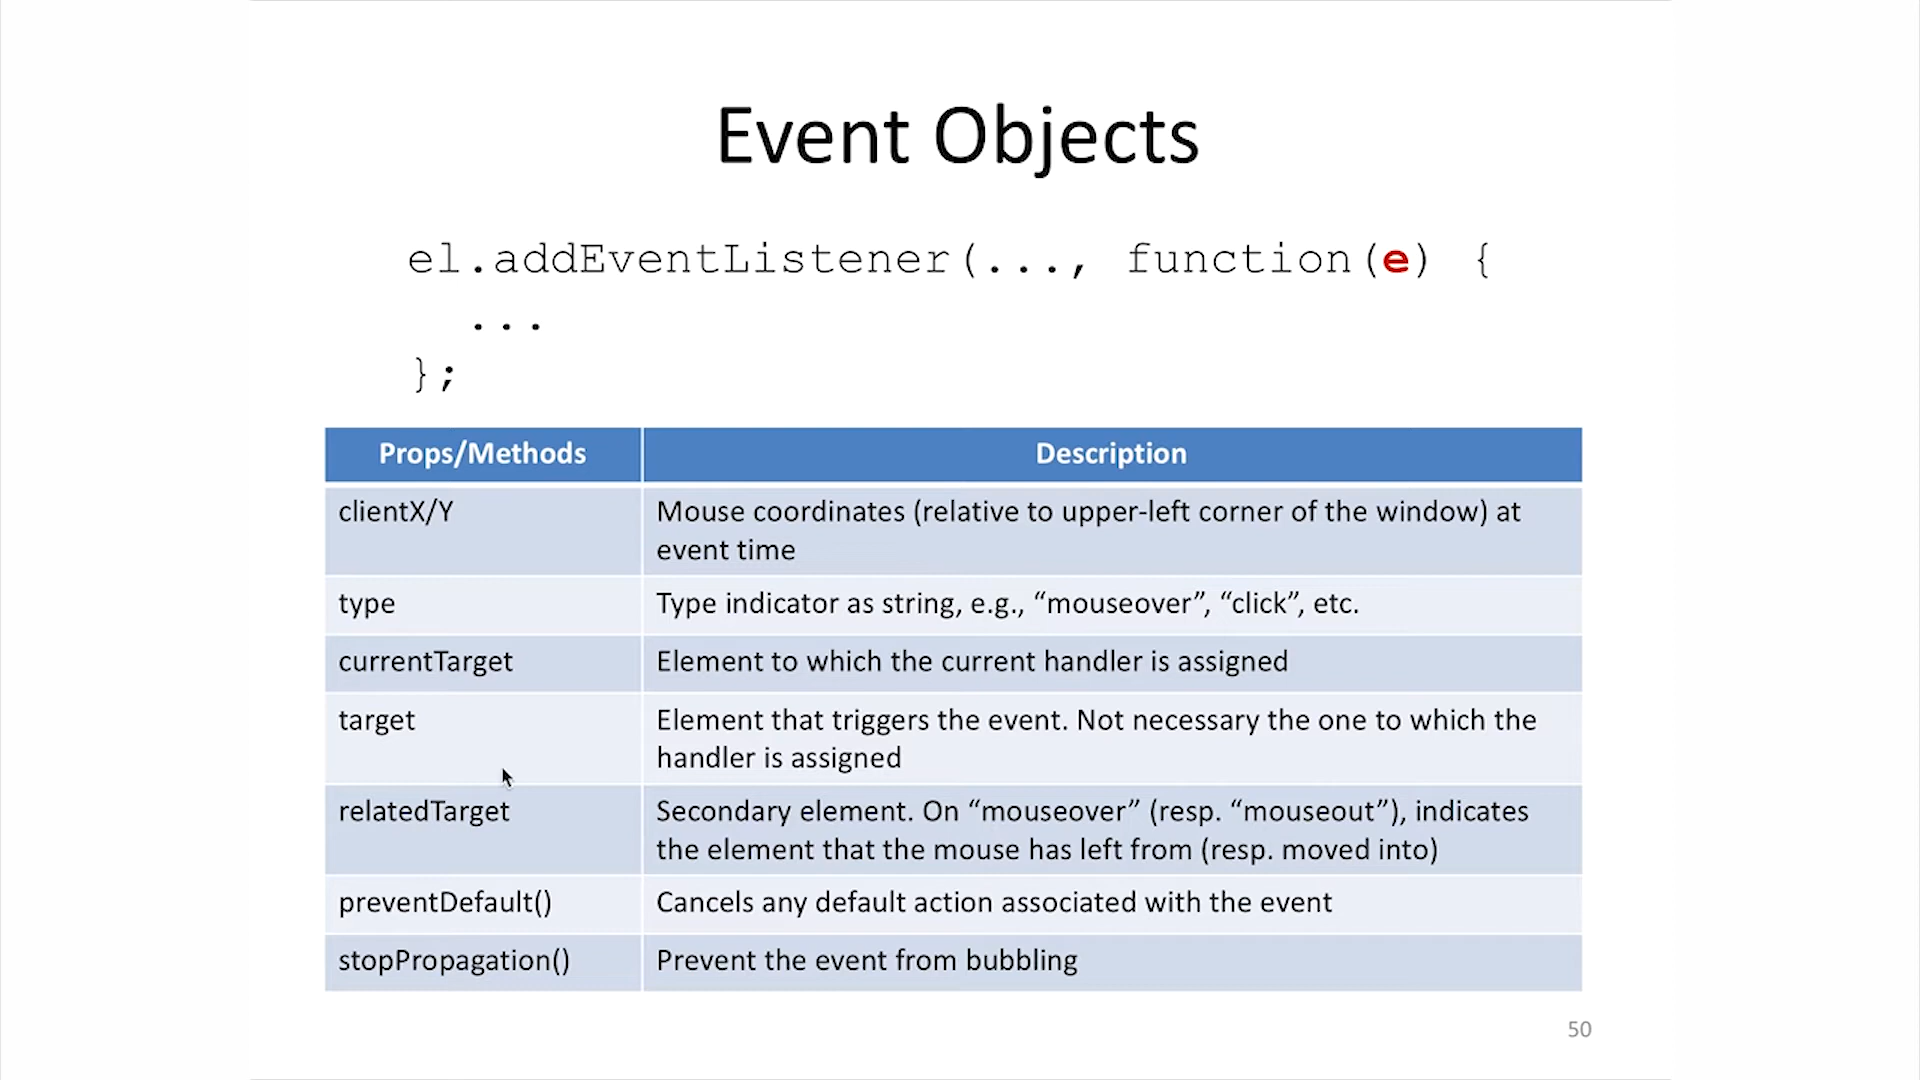 Event Objects
el.addEventListener(..., function(e) {
...
};
Props/Methods Description
clientX/Y Mouse coordinates (relative to upper-left corner of the window) at
event time
type Type indicator as string, e.g., “mouseover”, “click”, etc.
currentTarget Element to which the current handler is assigned
target Element that triggers the event. Not necessary the one to which the
handler is assigned
relatedTarget Secondary element. On “mouseover” (resp. “mouseout”), indicates
the element that the mouse has left from (resp. moved into)
preventDefault() Cancels any default action associated with the event
stopPropagation() Prevent the event from bubbling
50